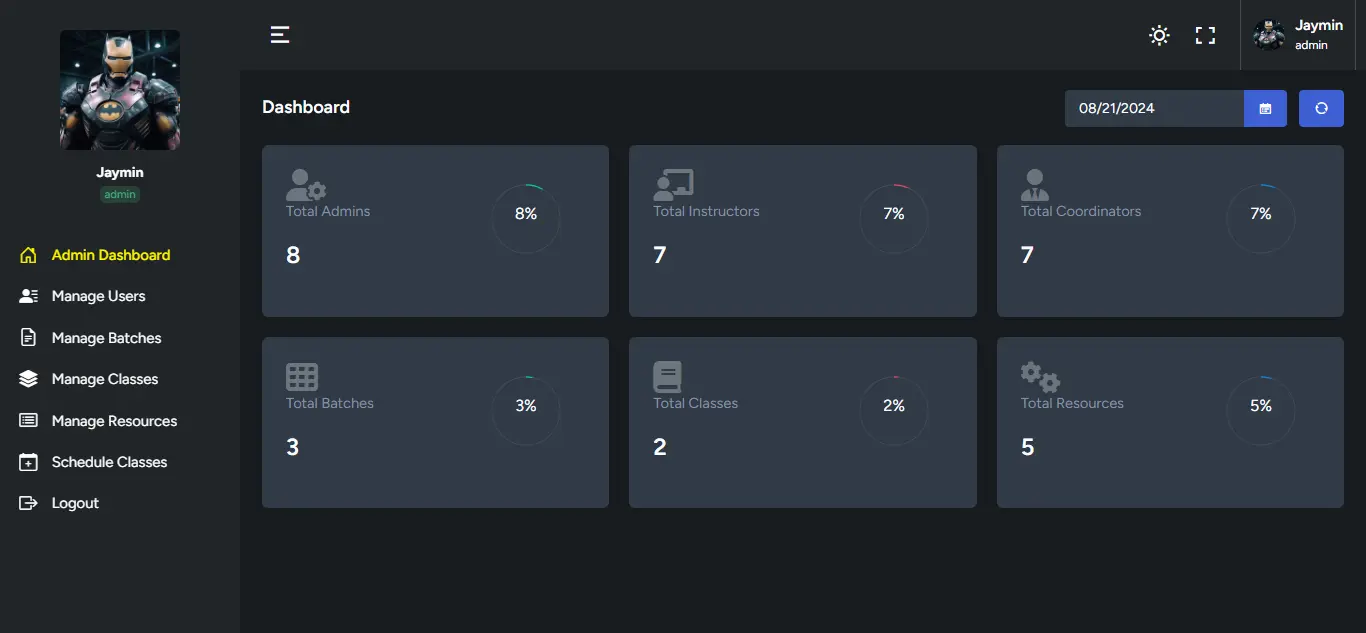 Jaymin
admin
Admin Dashboard
Manage Users
Manage Batches
Manage Classes
Manage Resources
Schedule Classes
Logout
Jaymin
admin
Dashboard
08/21/2024
Total Admins
8%
8
Total Instructors
7%
7
Total Coordinators
7%
7
Total Batches
3%
3
Total Classes
2%
2
Total Resources
5%
5